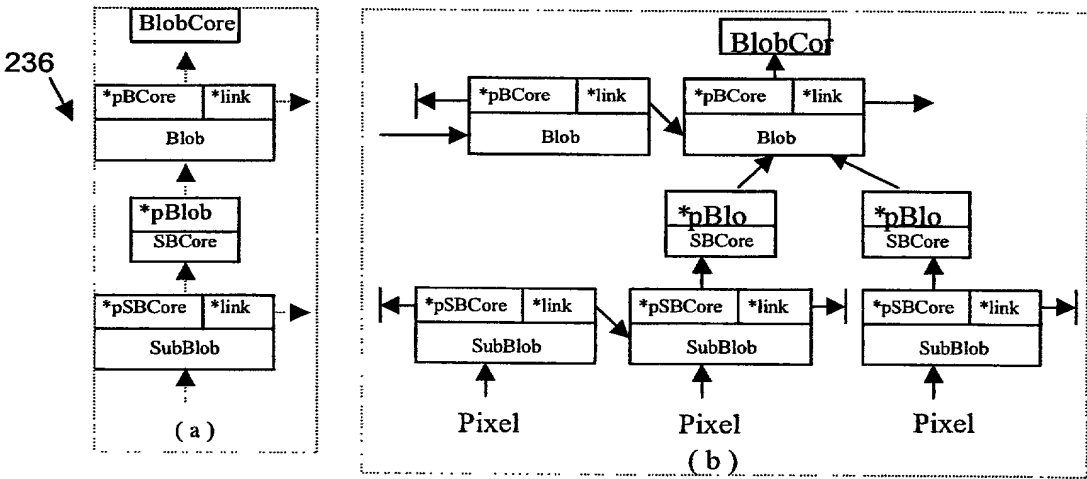 236
BlobCore
*pBCore *link
Blob
*pBlob
SBCore
*pSBCore *link
SubBlob
( a )
BlobCor
*pBCore *link *pBCore *link
Blob Blob
*pBlo *pBlo
SBCore SBCore
*pSBCore *link *pSBCore *link *pSBCore *link
SubBlob SubBlob SubBlob
Pixel Pixel Pixel
( b )